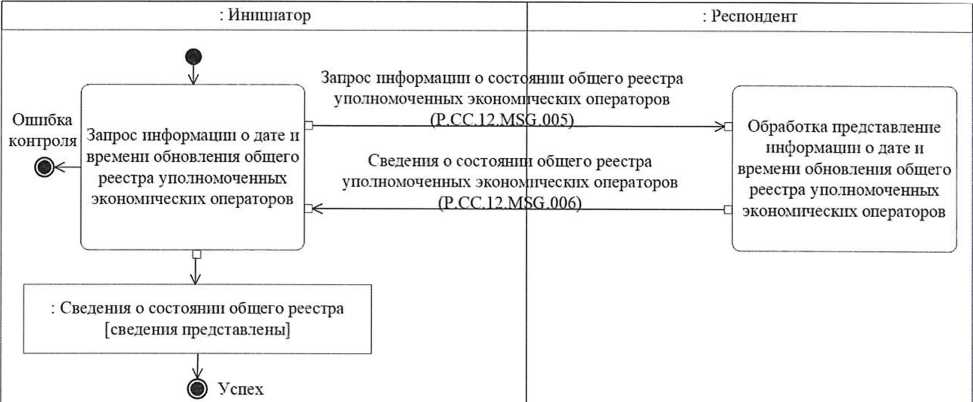 : Инициатор
: Респондент
Запрос информации о состоянии общего реестра
уполномоченных экономических операторов
(P.CC.12.MSG.005)
Ошибка
контроля
Запрос информации о дате и
времени обновления общего
реестра уполномоченных
экономических операторов
Обработка представление
информации о дате и
времени обновления общего
реестра уполномоченных
экономических операторов
Сведения о состоянии общего реестра
уполномоченных экономических операторов
(P.CC.12.MSG.006)
: Сведения о состоянии общего реестра
[сведения представлены]
Успех